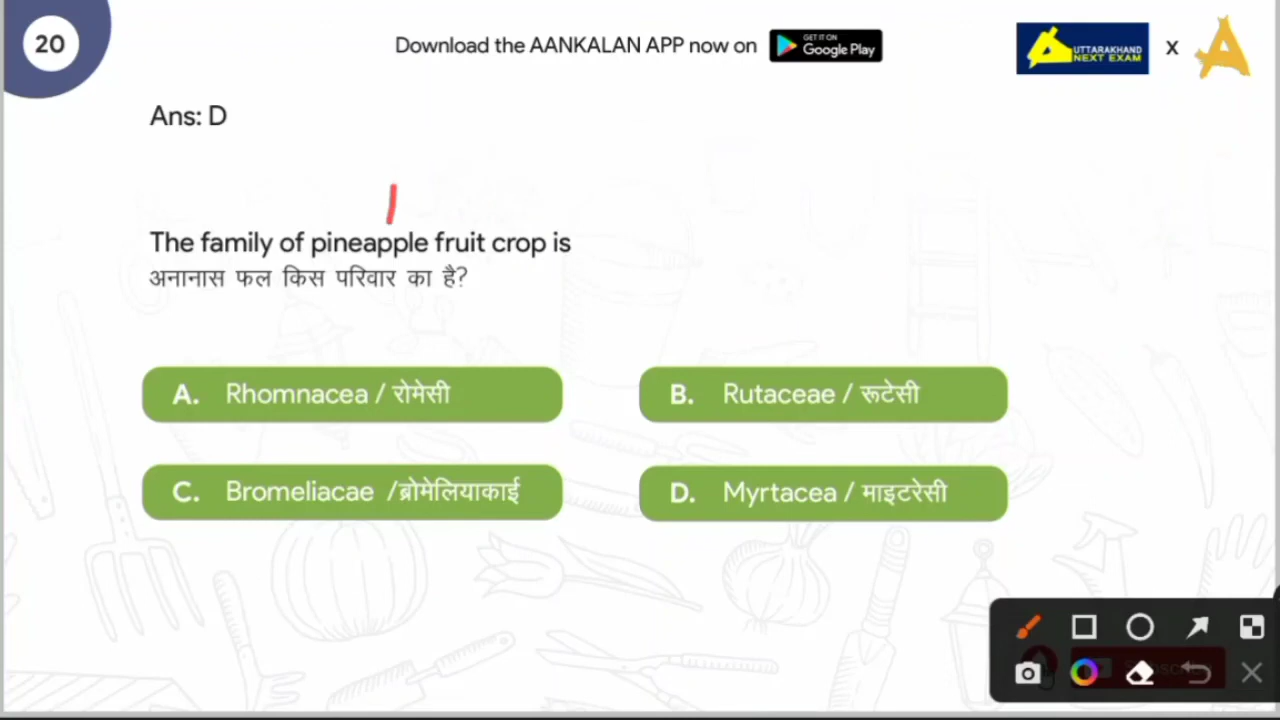 20
Download the AANKALAN APP now on
GET IT ON
Google Play
UTTARAKHAND
NEXT EXAM
X
Ans: D
The family of pineapple fruit crop is
अनानास फल किस परिवार का है?
A. Rhomnacea / रोमेसी
B. Rutaceae / रूटेसी
C. Bromeliacae /ब्रोमेलियाकाई
D. Myrtacea / माइटरेसी